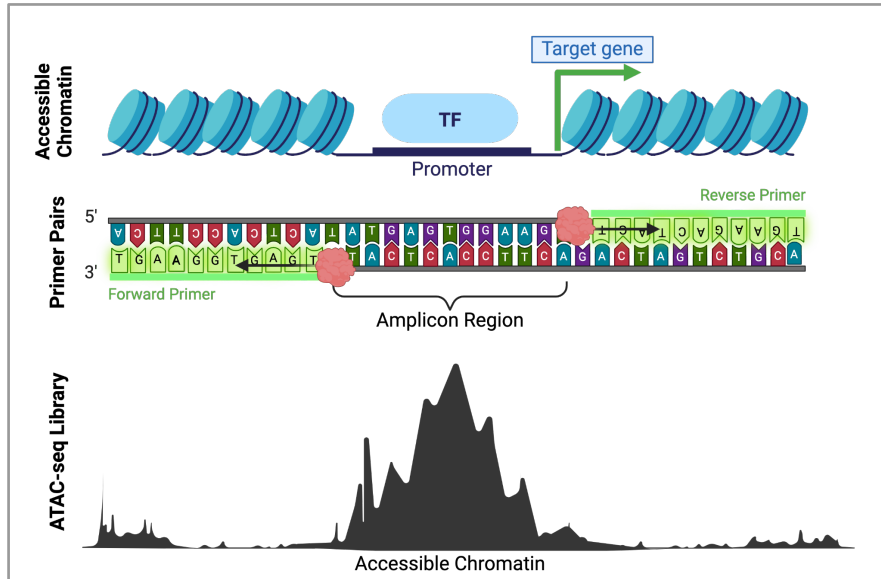 Target gene
Accessible
Chromatin
TF
Promoter
Reverse Primer
Primer Pairs
5'
A C T T C C A C T C A T A T G A G T G G A A G
T G A A G G T G A G T T A C T C A C C T T C A G A C T A G T C T G C A
3'
Forward Primer
Amplicon Region
ATAC-seq Library
Accessible Chromatin